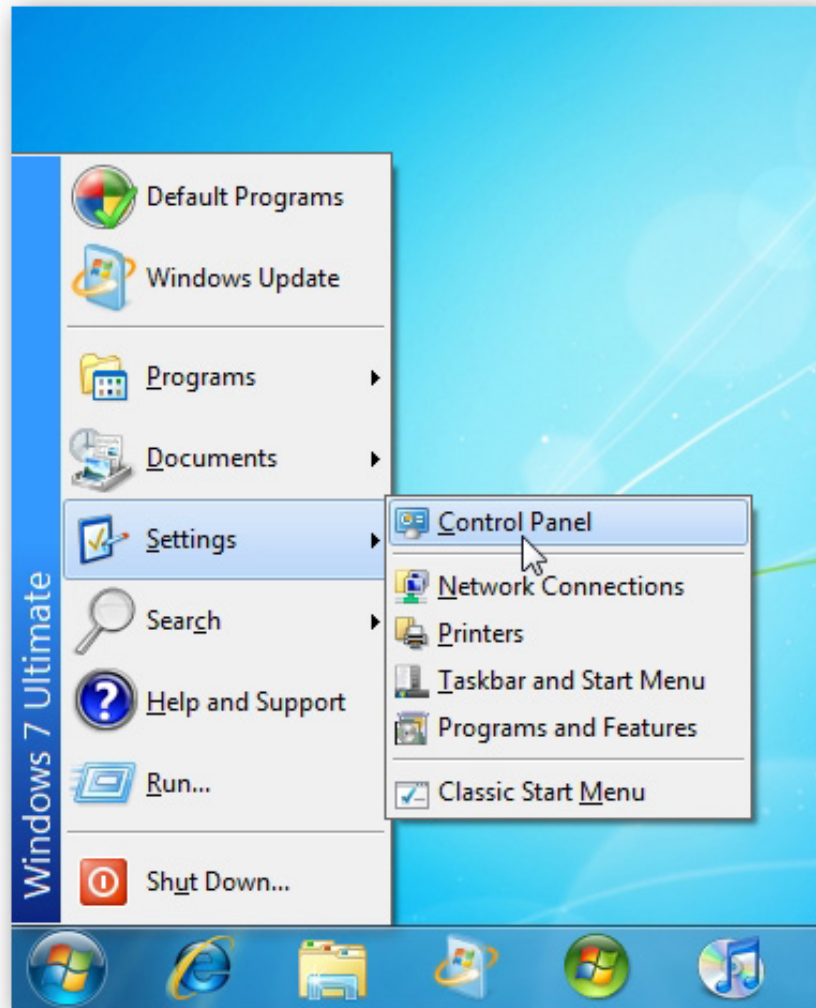 Default Programs
Windows Update
Programs
Documents
Settings
Search
Help and Support
Run...
Shut Down...
Windows 7 Ultimate
Control Panel
Network Connections
Printers
Taskbar and Start Menu
Programs and Features
Classic Start Menu